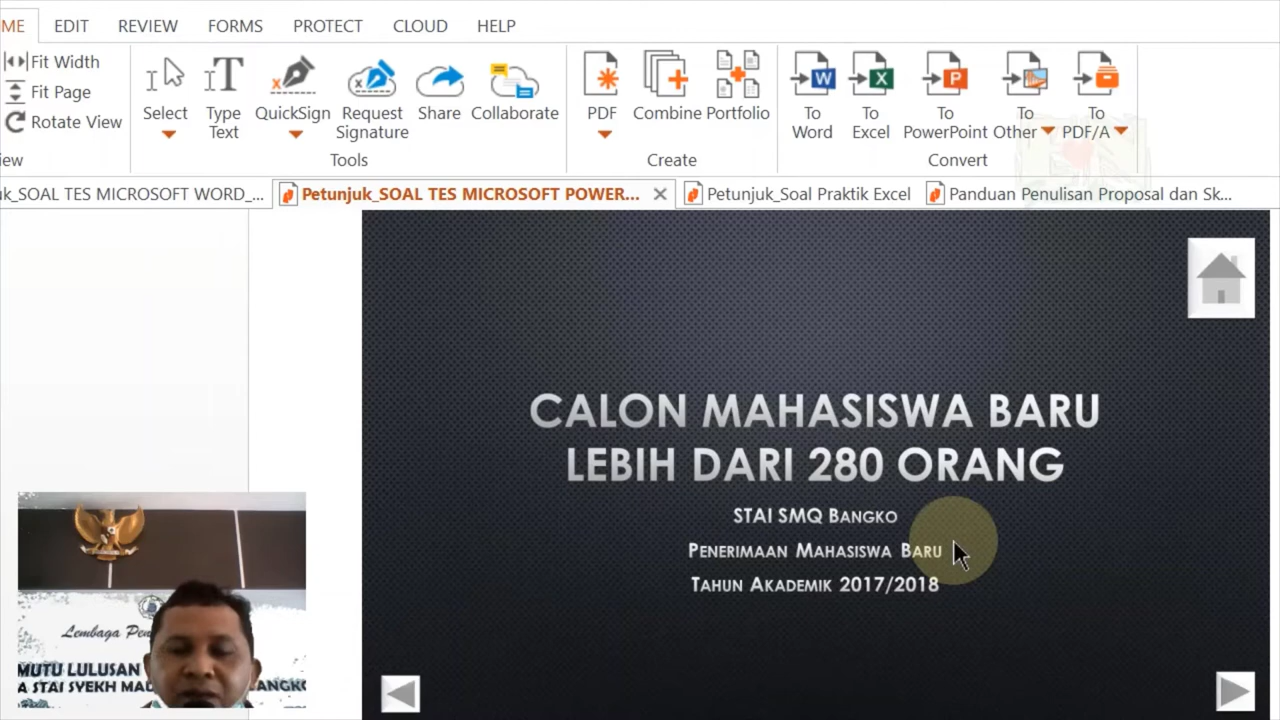 ME EDIT REVIEW FORMS PROTECT CLOUD HELP
Fit Width
Fit Page
Rotate View
Select
Type Text
QuickSign
Request Signature
Share
Collaborate
PDF
Combine
Portfolio
To Word
To Excel
To PowerPoint
To Other
To PDF/A
iew
Tools
Create
Convert
uk_SOAL TES MICROSOFT WORD_...
Petunjuk_SOAL TES MICROSOFT POWER...
Petunjuk_Soal Praktik Excel
Panduan Penulisan Proposal dan Sk...
CALON MAHASISWA BARU
LEBIH DARI 280 ORANG
STAI SMQ BANGKO
PENERIMAAN MAHASISWA BARU
TAHUN AKADEMIK 2017/2018
Lembaga Pen
MUTU LULUSAN
A STAI SYEKH MAU ANGKO